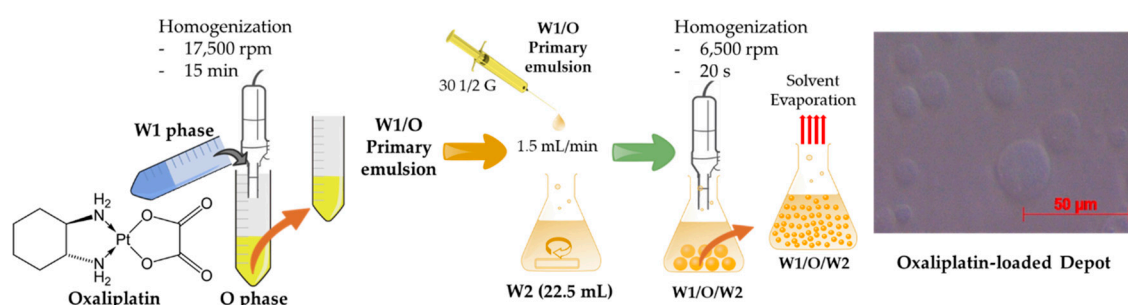 Homogenization
- 17,500 rpm
- 15 min
W1 phase
NH₂
Pt
NH₂
O
O
O
O
Oxaliplatin
O phase
W1/O
Primary
emulsion
W1/O
Primary
emulsion
30 1/2 G
1.5 mL/min
W2 (22.5 mL)
Homogenization
- 6,500 rpm
- 20 s
W1/O/W2
Solvent
Evaporation
W1/O/W2
50 µm
Oxaliplatin-loaded Depot